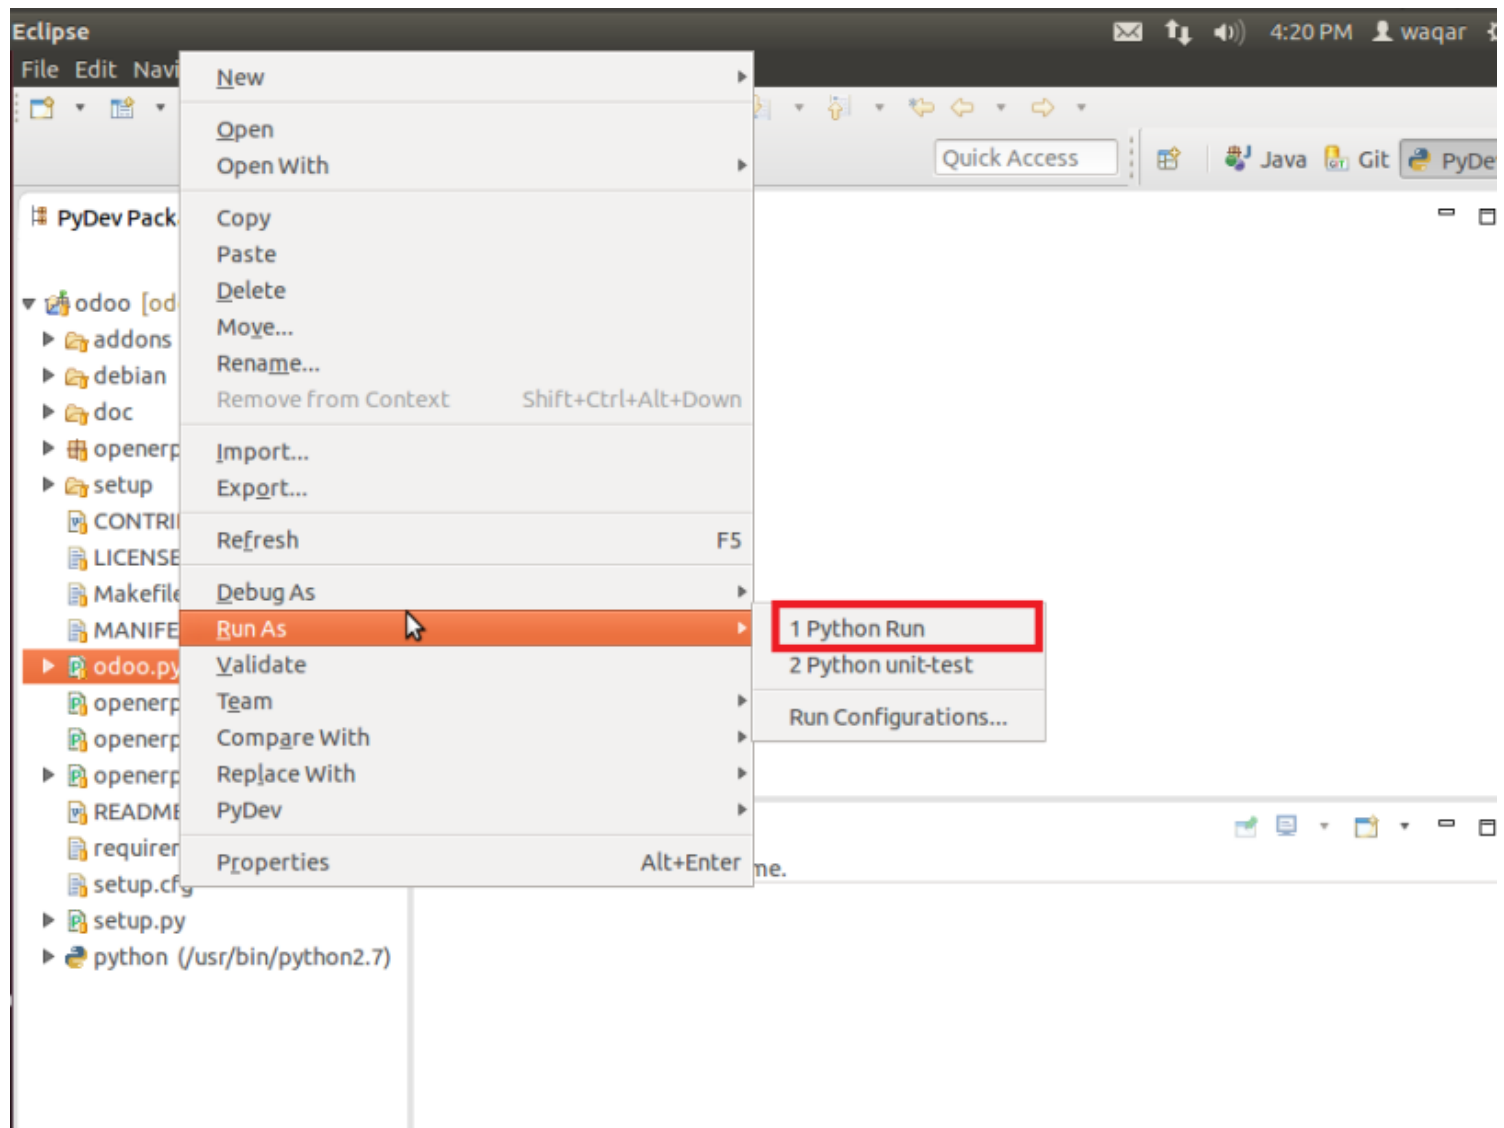 Eclipse
4:20 PM waqar
File Edit Navi
Quick Access
Java Git PyDe
PyDev Pack
odoo [od
addons
debian
doc
openerp
setup
CONTRI
LICENSE
Makefile
MANIFE
odoo.py
openerp
openerp
openerp
README
requirer
setup.cfg
setup.py
python (/usr/bin/python2.7)
New
Open
Open With
Copy
Paste
Delete
Move...
Rename...
Remove from Context Shift+Ctrl+Alt+Down
Import...
Export...
Refresh F5
Debug As
Run As
Validate
Team
Compare With
Replace With
PyDev
Properties Alt+Enter
1 Python Run
2 Python unit-test
Run Configurations...
me.